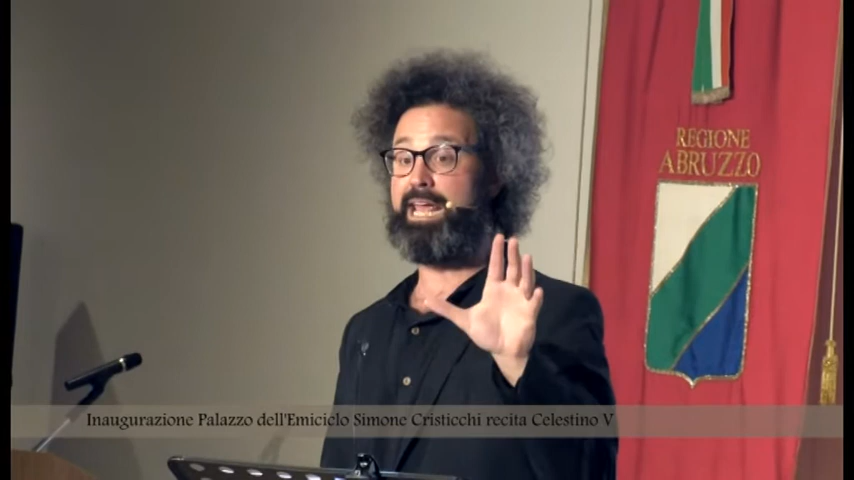 REGIONE
ABRUZZO
Inaugurazione Palazzo dell'Emiciclo Simone Cristicchi recita Celestino V